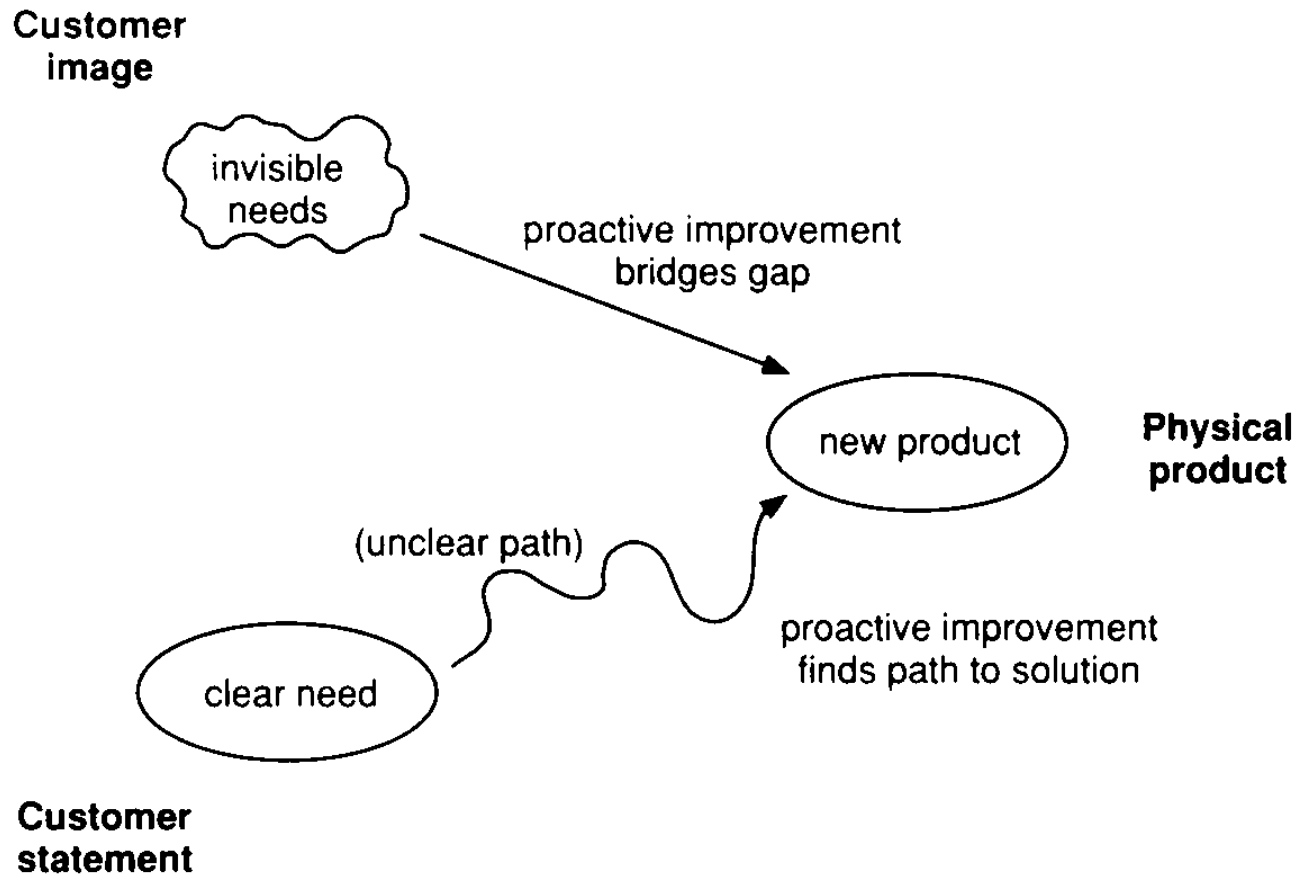 Customer
image
invisible
needs
proactive improvement
bridges gap
new product
Physical
product
(unclear path)
proactive improvement
finds path to solution
clear need
Customer
statement